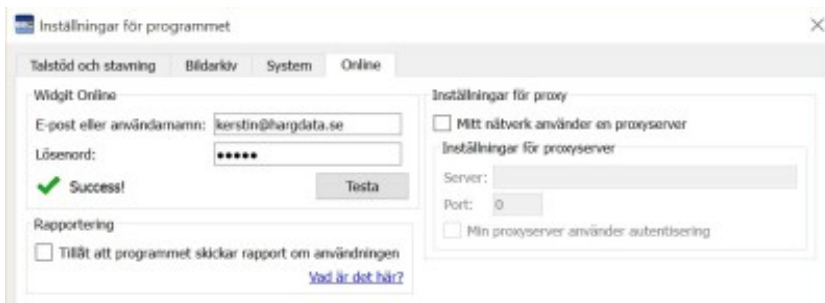 Inställningar för programmet
Talstöd och stavning Bildarkiv System Online
Widgit Online
E-post eller användarnamn: kerstin@hargdata.se
Lösenord: •••••
Success! Testa
Rapportering
Tillåt att programmet skickar rapport om användningen
Vad är det här?
Inställningar för proxy
Mitt nätverk använder en proxyserver
Inställningar för proxyserver
Server:
Port: 0
Min proxyserver använder autentisering